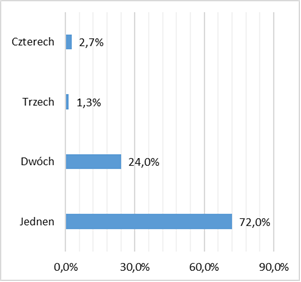 Czterech 2,7%
Trzech 1,3%
Dwóch 24,0%
Jednen 72,0%
0,0% 30,0% 60,0% 90,0%